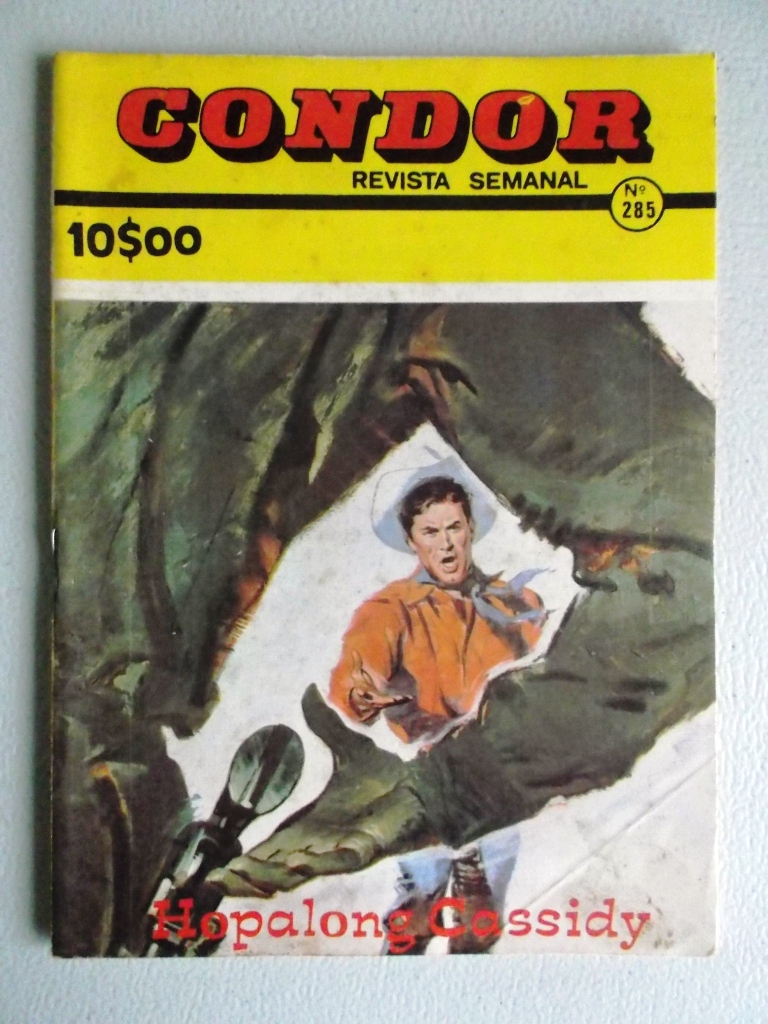 CONDOR
REVISTA SEMANAL
Nº
285
10$00
Hopalong Cassidy